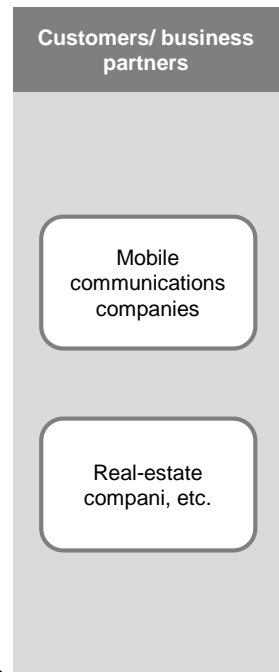 Customers/ business
partners
Mobile
communications
companies
Real-estate
compani, etc.